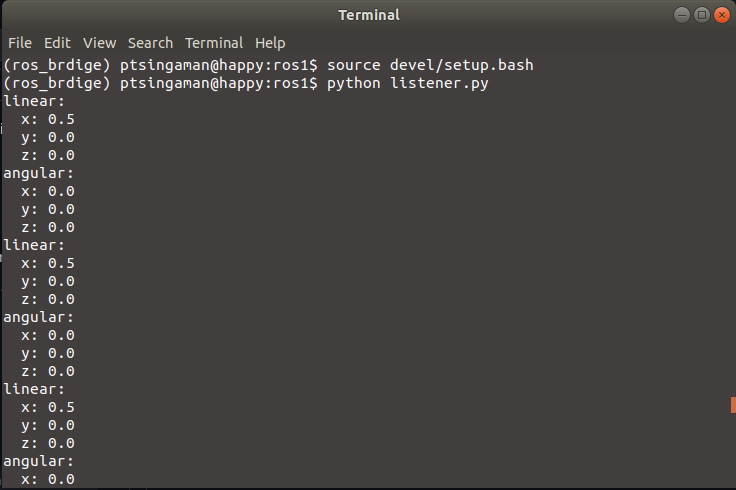 Terminal
File Edit View Search Terminal Help
(ros_brdige) ptsingaman@happy:ros1$ source devel/setup.bash
(ros_brdige) ptsingaman@happy:ros1$ python listener.py
linear:
  x: 0.5
  y: 0.0
  z: 0.0
angular:
  x: 0.0
  y: 0.0
  z: 0.0
linear:
  x: 0.5
  y: 0.0
  z: 0.0
angular:
  x: 0.0
  y: 0.0
  z: 0.0
linear:
  x: 0.5
  y: 0.0
  z: 0.0
angular:
  x: 0.0